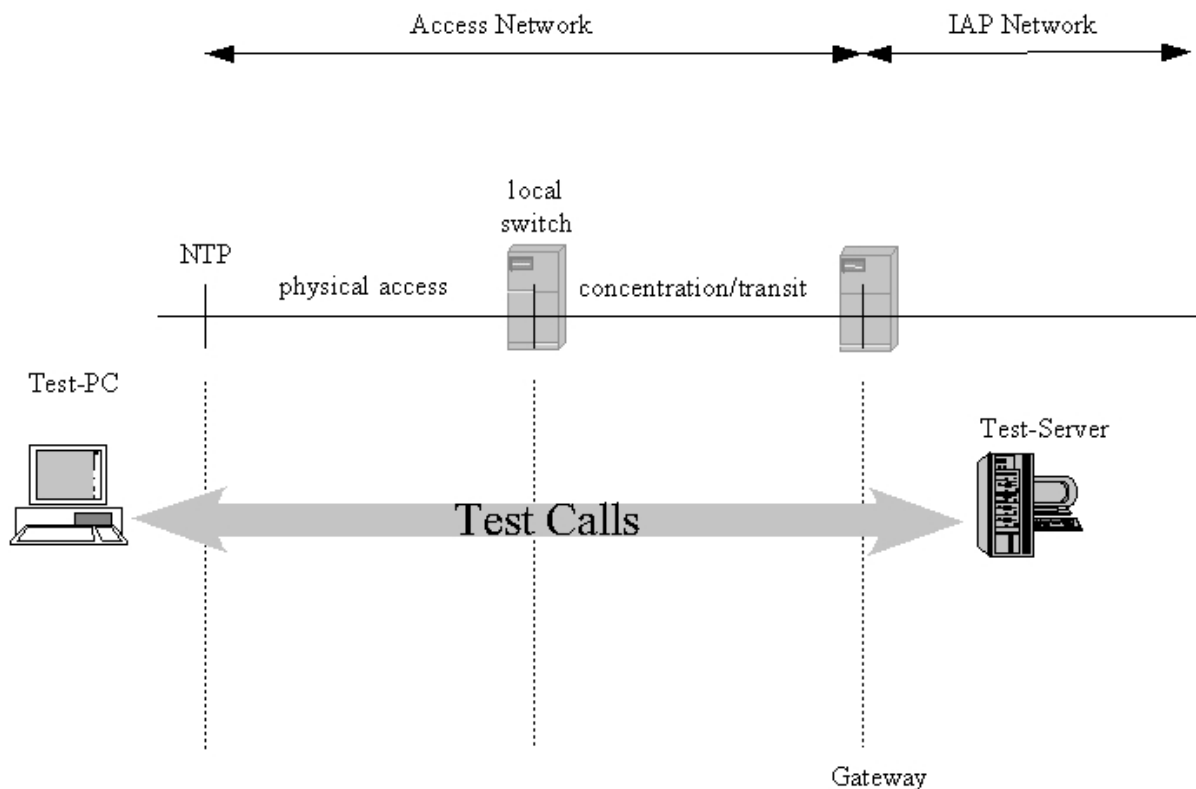 Access Network
IAP Network
local
switch
NTP
physical access
concentration/transit
Test-PC
Test-Server
Test Calls
Gateway